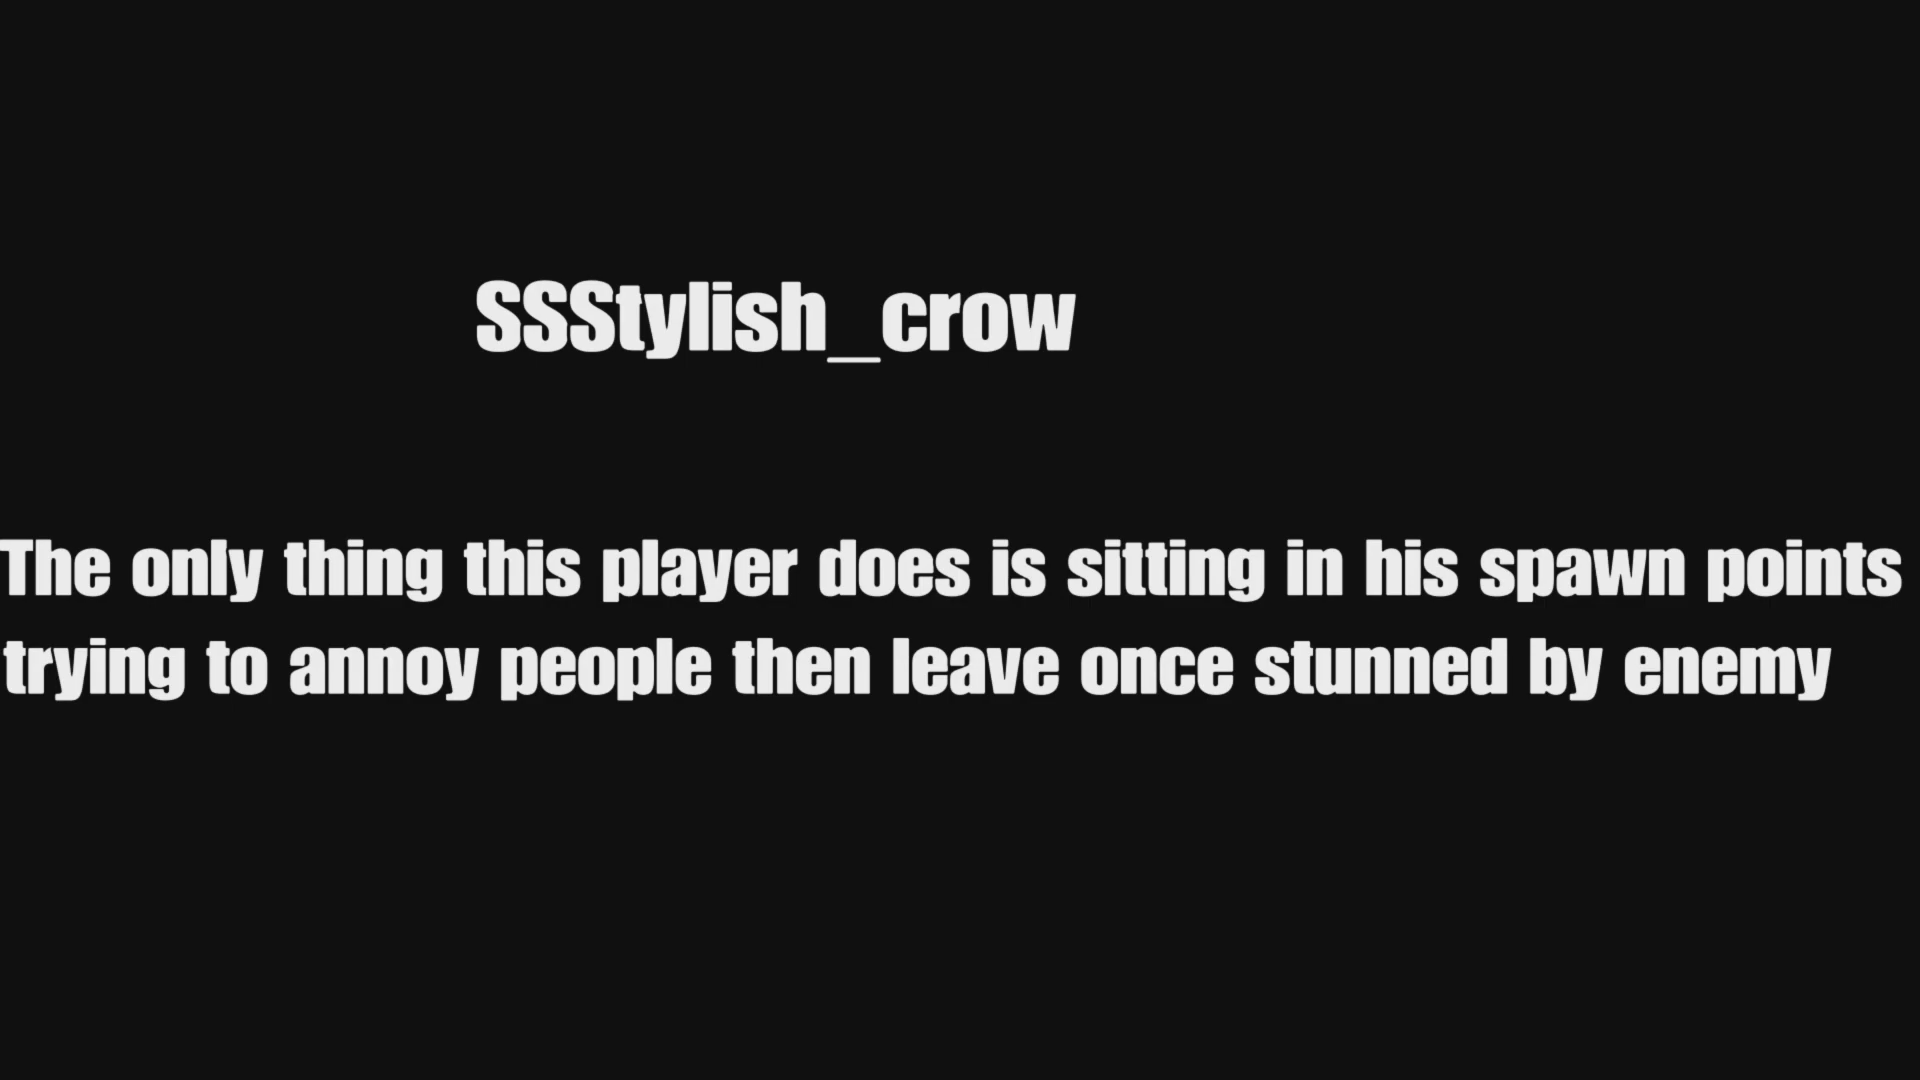 SSStylish_crow
The only thing this player does is sitting in his spawn points
trying to annoy people then leave once stunned by enemy